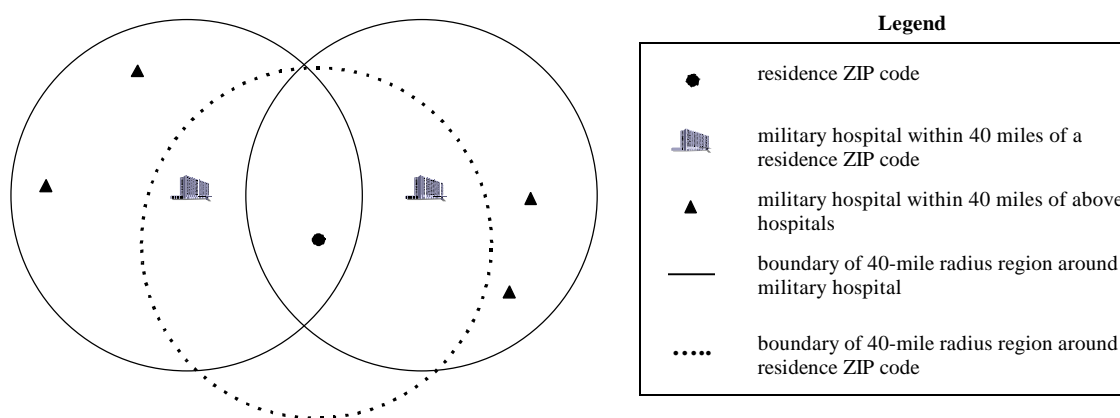 Legend
residence ZIP code
military hospital within 40 miles of a
residence ZIP code
military hospital within 40 miles of above
hospitals
boundary of 40-mile radius region around
military hospital
boundary of 40-mile radius region around
residence ZIP code